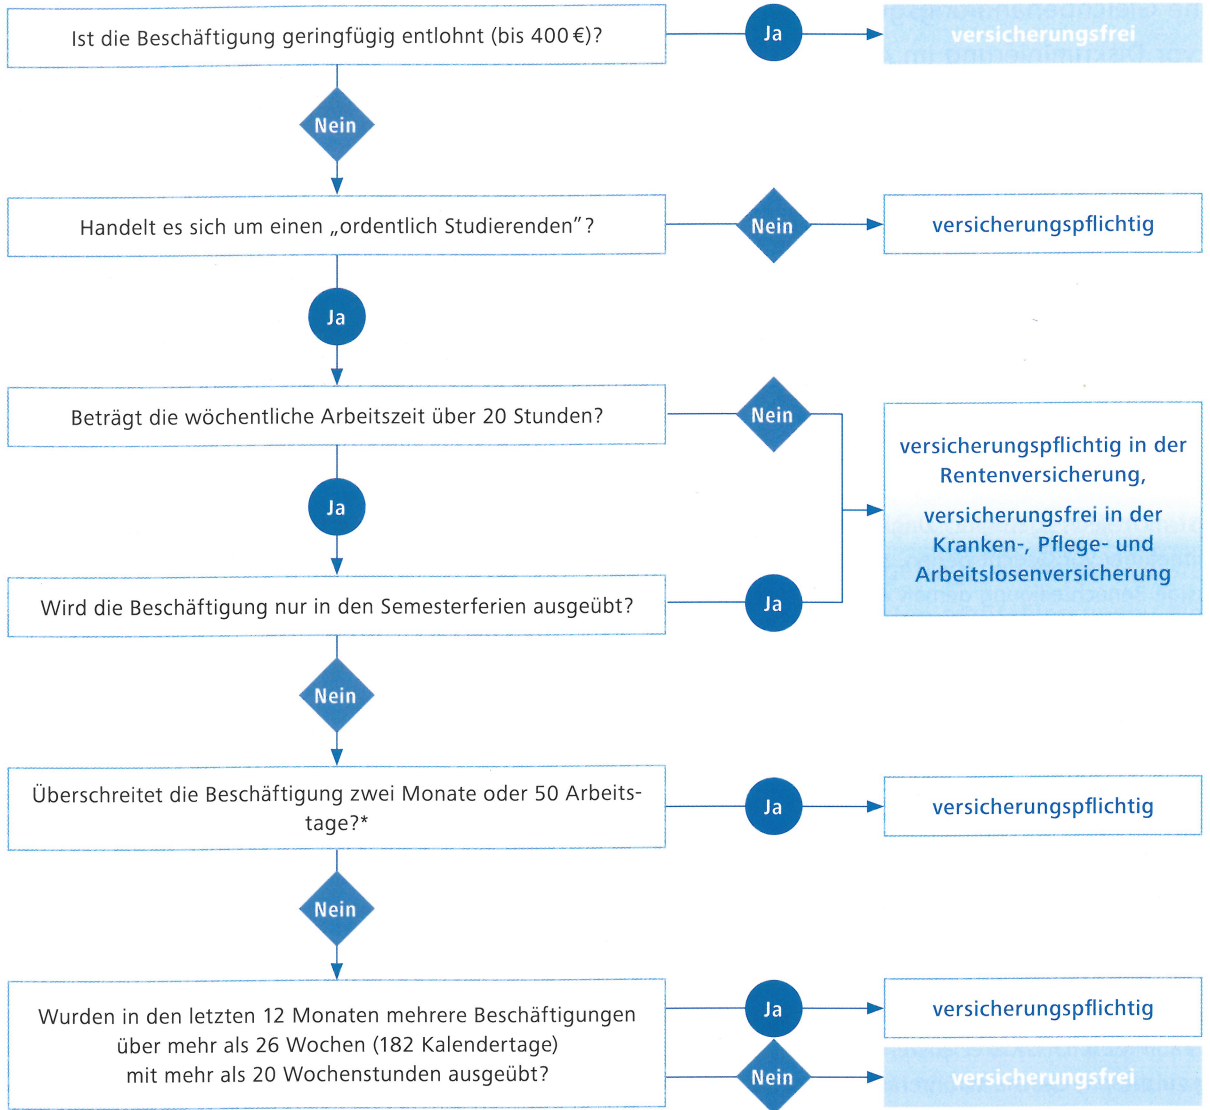 Ist die Beschäftigung geringfügig entlohnt (bis 400 €)?
Ja
versicherungsfrei
Nein
Handelt es sich um einen „ordentlich Studierenden”?
Nein
versicherungspflichtig
Ja
Beträgt die wöchentliche Arbeitszeit über 20 Stunden?
Nein
versicherungspflichtig in der
Rentenversicherung,
versicherungsfrei in der
Kranken-, Pflege- und
Arbeitslosenversicherung
Ja
Wird die Beschäftigung nur in den Semesterferien ausgeübt?
Ja
Nein
Überschreitet die Beschäftigung zwei Monate oder 50 Arbeits-
tage?*
Ja
versicherungspflichtig
Nein
Wurden in den letzten 12 Monaten mehrere Beschäftigungen
über mehr als 26 Wochen (182 Kalendertage)
mit mehr als 20 Wochenstunden ausgeübt?
Ja
versicherungspflichtig
Nein
versicherungsfrei